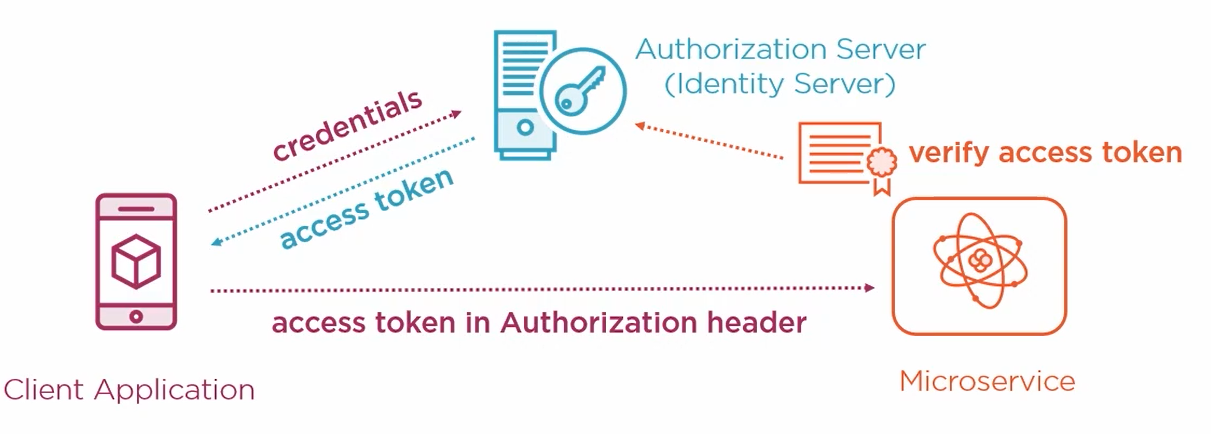 Authorization Server
(Identity Server)
credentials
access token
verify access token
access token in Authorization header
Client Application
Microservice